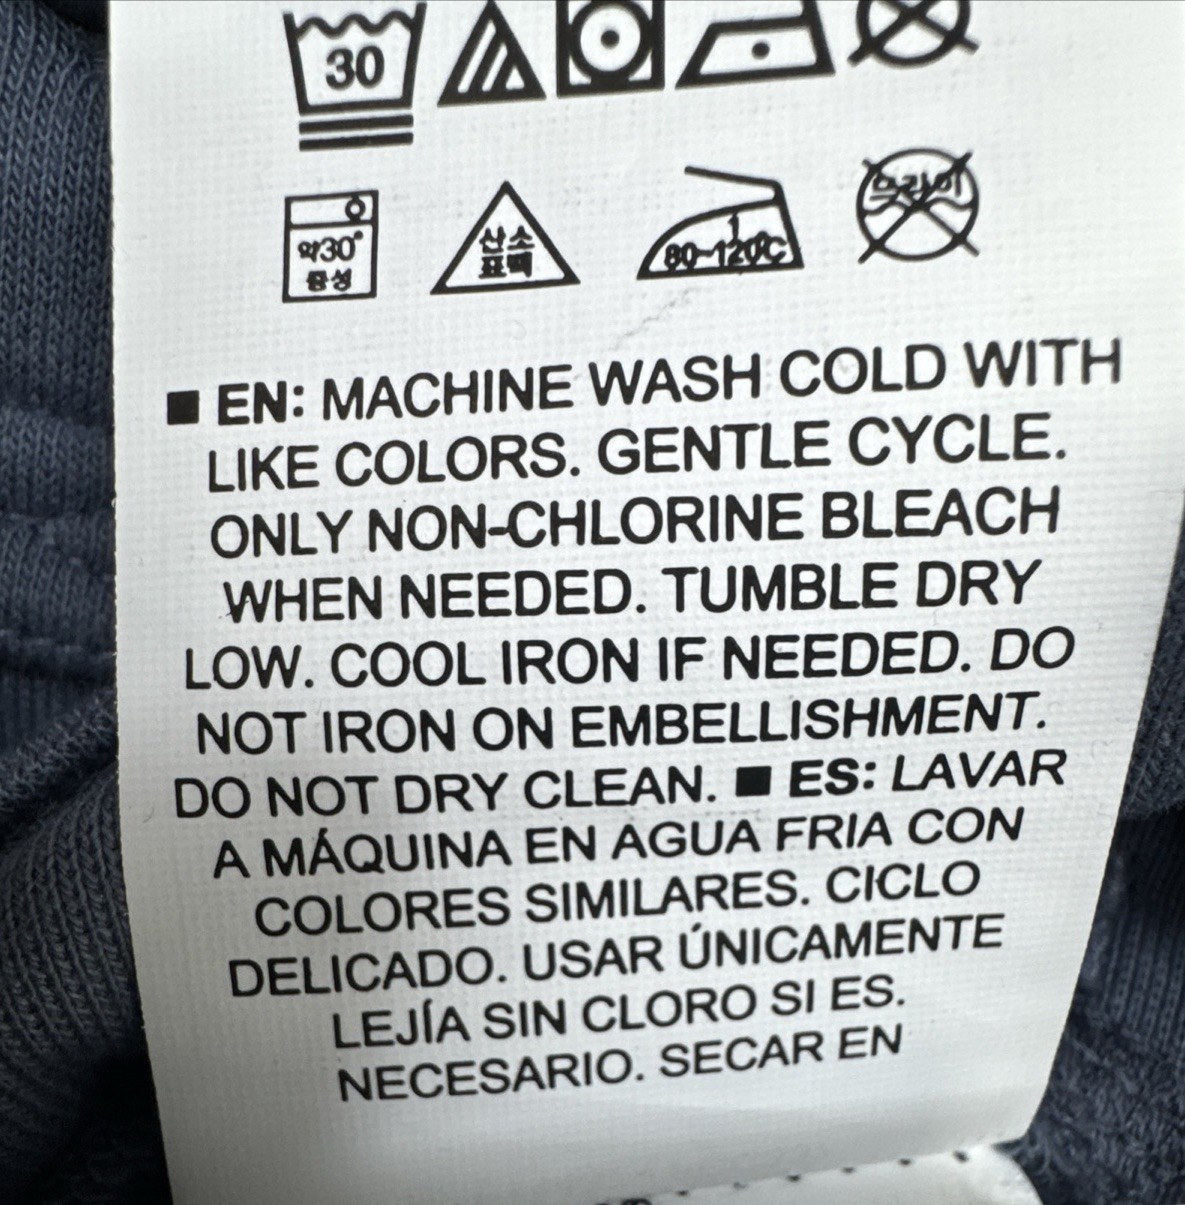 30
약30°
중성
산소
표백
80~120℃
드라이
■ EN: MACHINE WASH COLD WITH
LIKE COLORS. GENTLE CYCLE.
ONLY NON-CHLORINE BLEACH
WHEN NEEDED. TUMBLE DRY
LOW. COOL IRON IF NEEDED. DO
NOT IRON ON EMBELLISHMENT.
DO NOT DRY CLEAN. ■ ES: LAVAR
A MÁQUINA EN AGUA FRIA CON
COLORES SIMILARES. CICLO
DELICADO. USAR ÚNICAMENTE
LEJÍA SIN CLORO SI ES.
NECESARIO. SECAR EN